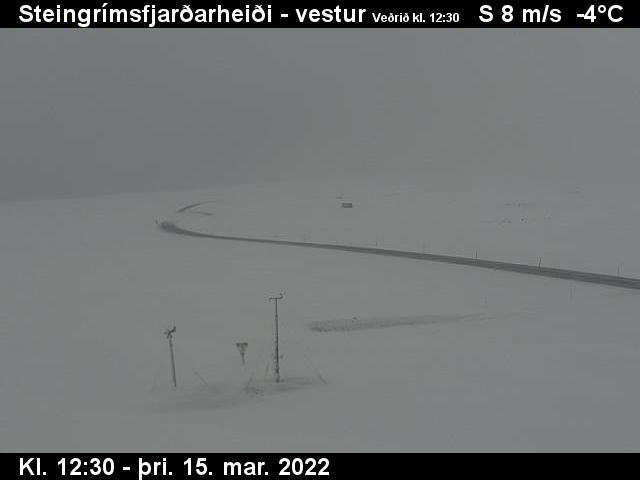 Steingrímsfjarðarheiði - vestur Veðrið kl. 12:30 S 8 m/s -4°C
Kl. 12:30 - þri. 15. mar. 2022